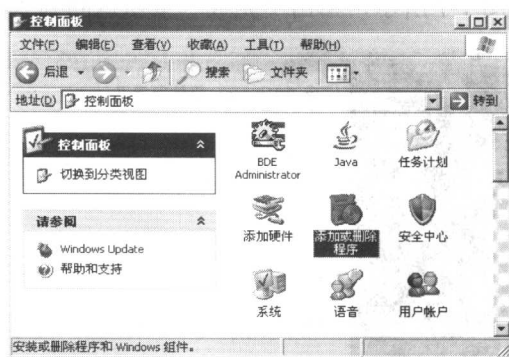 控制面板
文件(F) 编辑(E) 查看(V) 收藏(A) 工具(T) 帮助(H)
后退 搜索 文件夹
地址(D) 控制面板 转到
控制面板
切换到分类视图
请参阅
Windows Update
帮助和支持
BDE Administrator
Java
任务计划
添加硬件
添加或删除程序
安全中心
系统
语音
用户帐户
安装或删除程序和 Windows 组件。